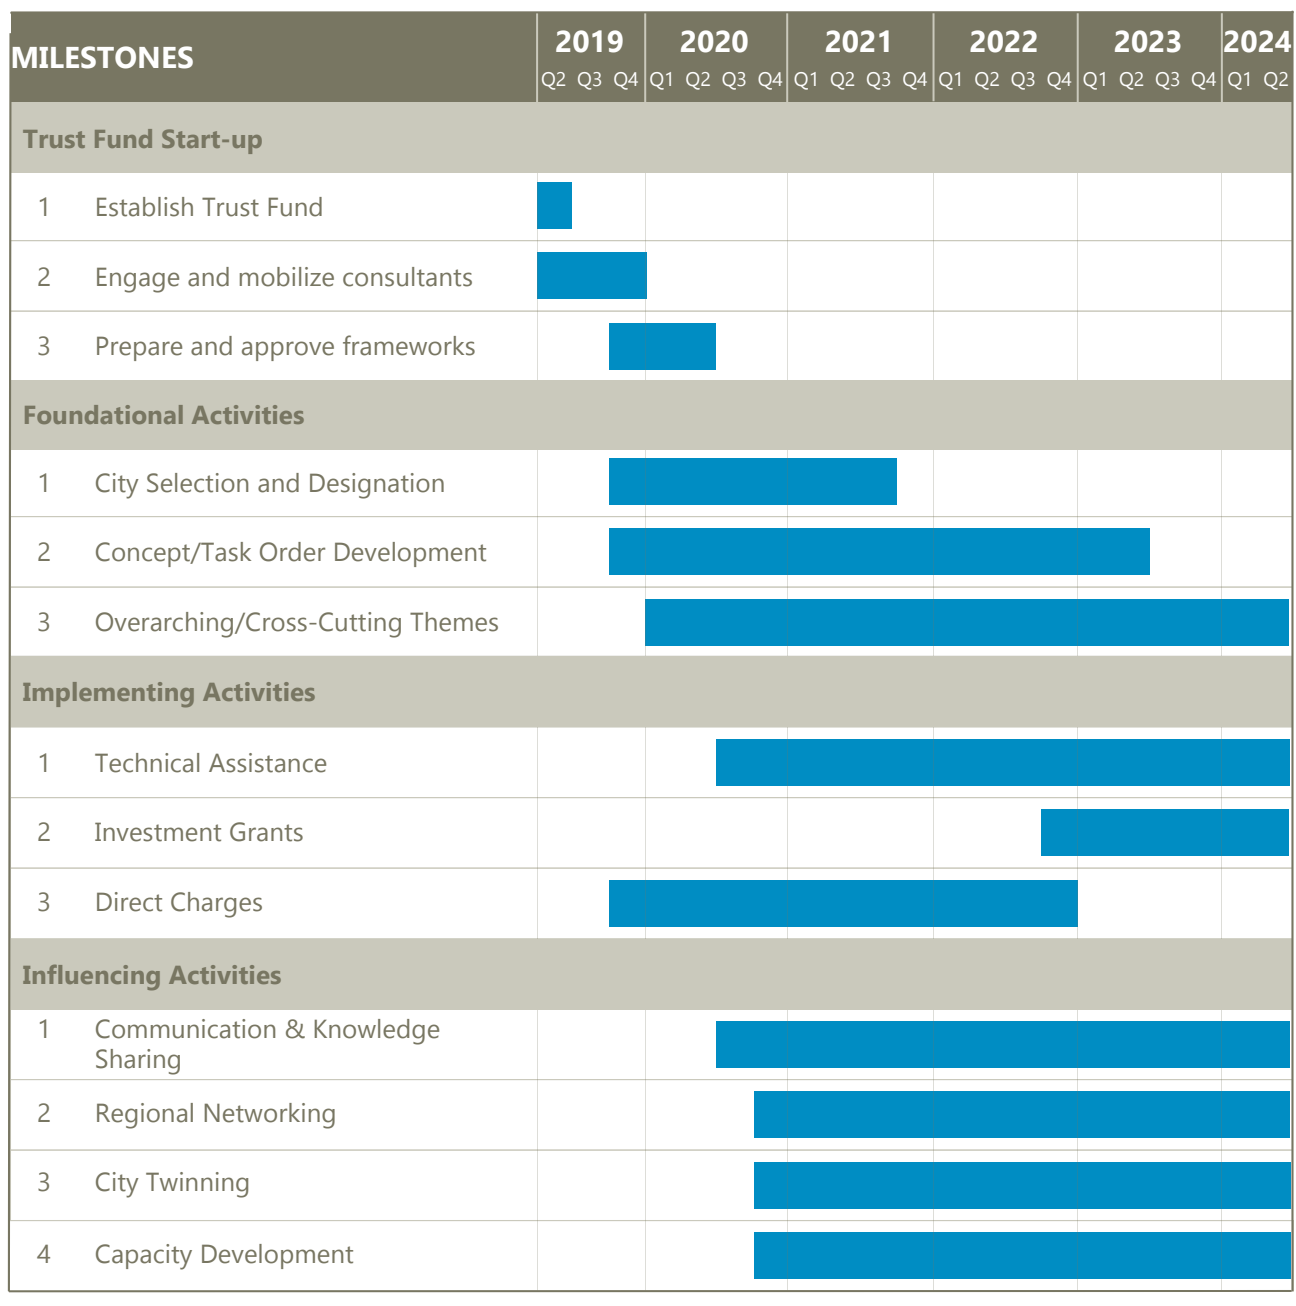 MILESTONES
2019 2020 2021 2022 2023 2024
Q2 Q3 Q4 Q1 Q2 Q3 Q4 Q1 Q2 Q3 Q4 Q1 Q2 Q3 Q4 Q1 Q2 Q3 Q4 Q1 Q2
Trust Fund Start-up
1 Establish Trust Fund
2 Engage and mobilize consultants
3 Prepare and approve frameworks
Foundational Activities
1 City Selection and Designation
2 Concept/Task Order Development
3 Overarching/Cross-Cutting Themes
Implementing Activities
1 Technical Assistance
2 Investment Grants
3 Direct Charges
Influencing Activities
1 Communication & Knowledge
Sharing
2 Regional Networking
3 City Twinning
4 Capacity Development